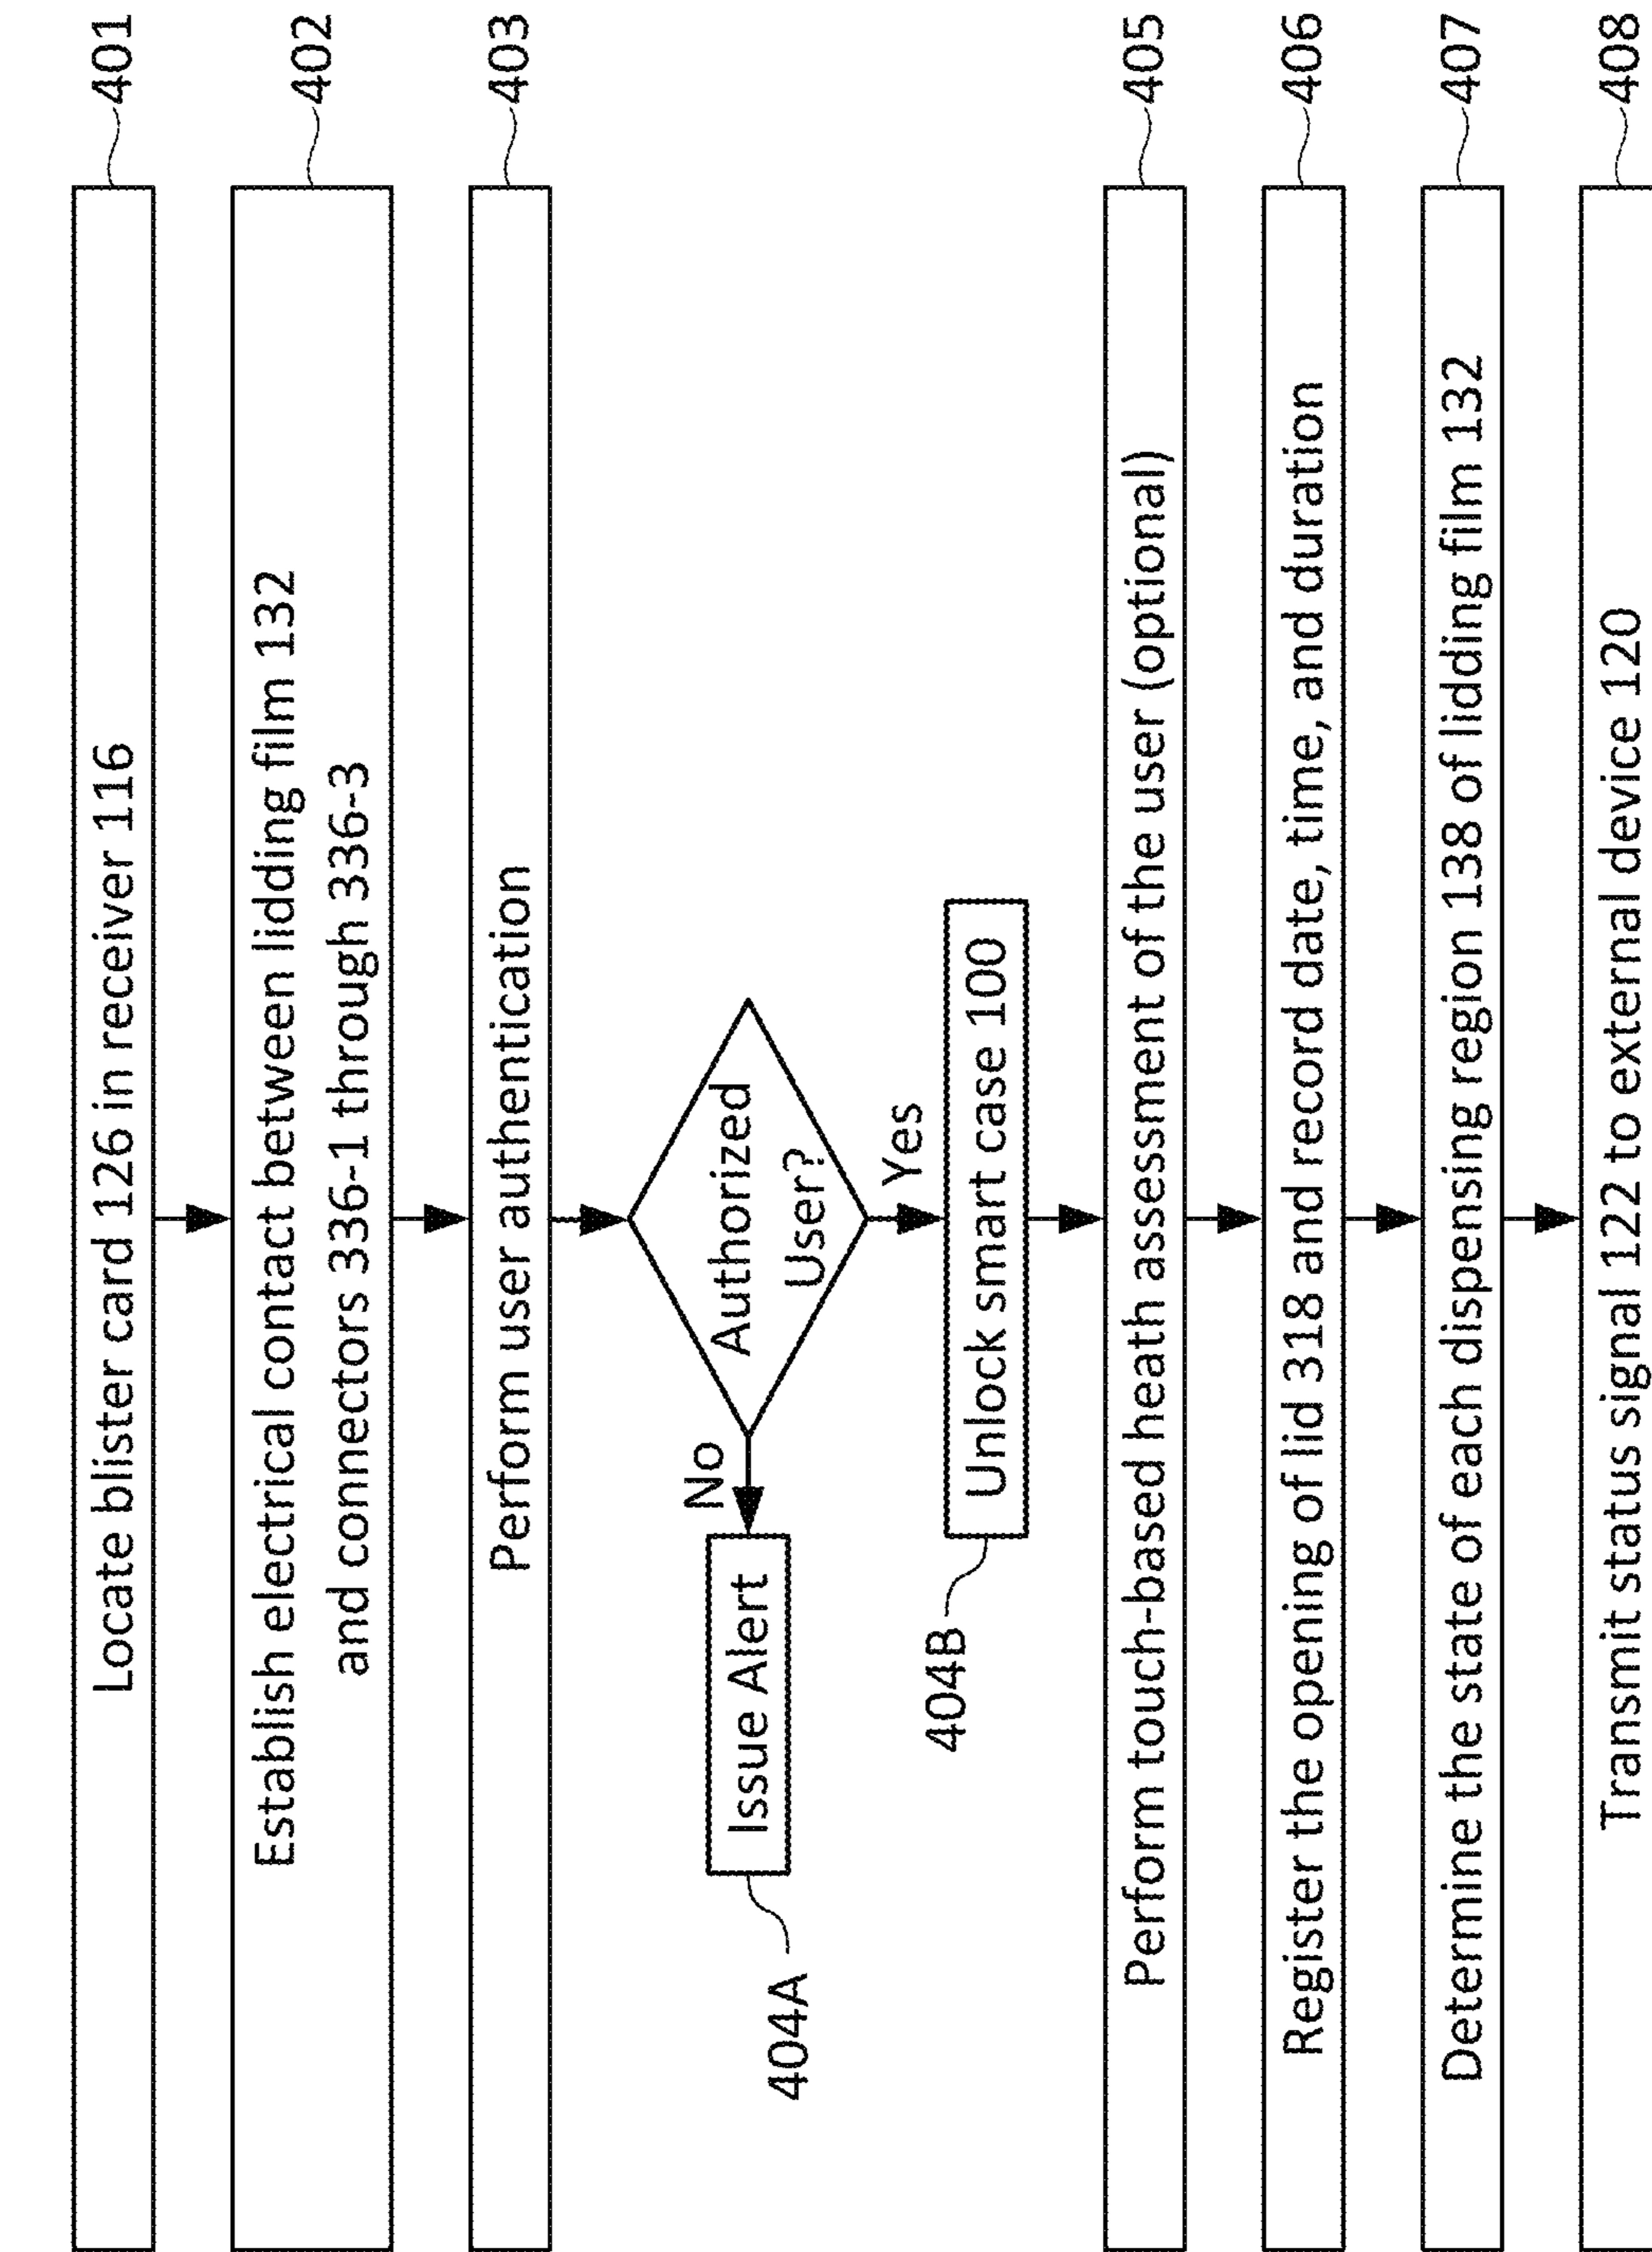 Locate blister card 126 in receiver 116
401
Establish electrical contact between lidding film 132
and connectors 336-1 through 336-3
402
Perform user authentication
403
Authorized
User?
No
Issue Alert
404A
Yes
Unlock smart case 100
404B
Perform touch-based heath assessment of the user (optional)
405
Register the opening of lid 318 and record date, time, and duration
406
Determine the state of each dispensing region 138 of lidding film 132
407
Transmit status signal 122 to external device 120
408